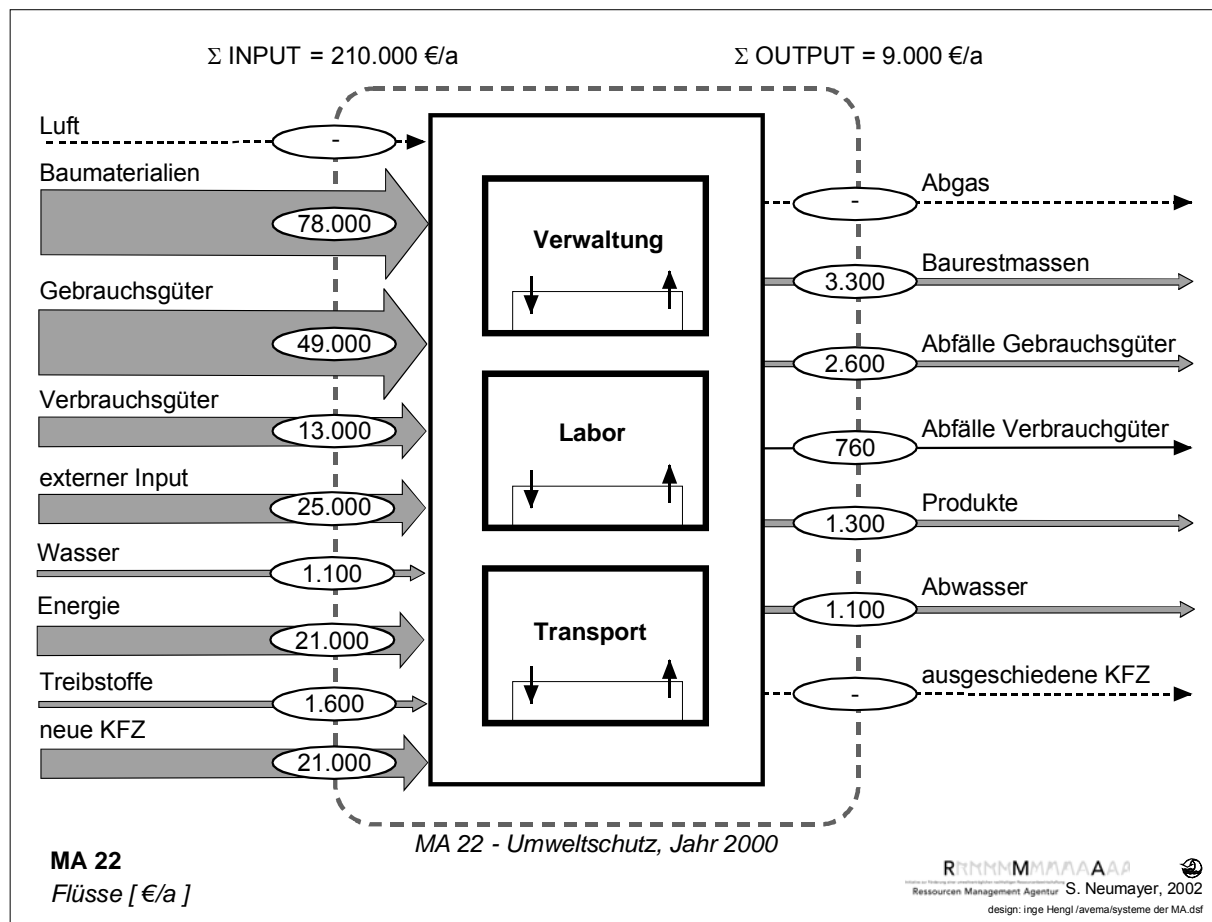 Σ INPUT = 210.000 €/a
Σ OUTPUT = 9.000 €/a
Luft
-
Baumaterialien
78.000
Gebrauchsgüter
49.000
Verbrauchsgüter
13.000
externer Input
25.000
Wasser
1.100
Energie
21.000
Treibstoffe
1.600
neue KFZ
21.000
Verwaltung
Labor
Transport
Abgas
-
Baurestmassen
3.300
Abfälle Gebrauchsgüter
2.600
Abfälle Verbrauchgüter
760
Produkte
1.300
Abwasser
1.100
ausgeschiedene KFZ
-
MA 22 - Umweltschutz, Jahr 2000
MA 22
Flüsse [ €/a ]
Ressourcen Management Agentur
S. Neumayer, 2002
design: inge Hengl /avema/systeme der MA.dsf